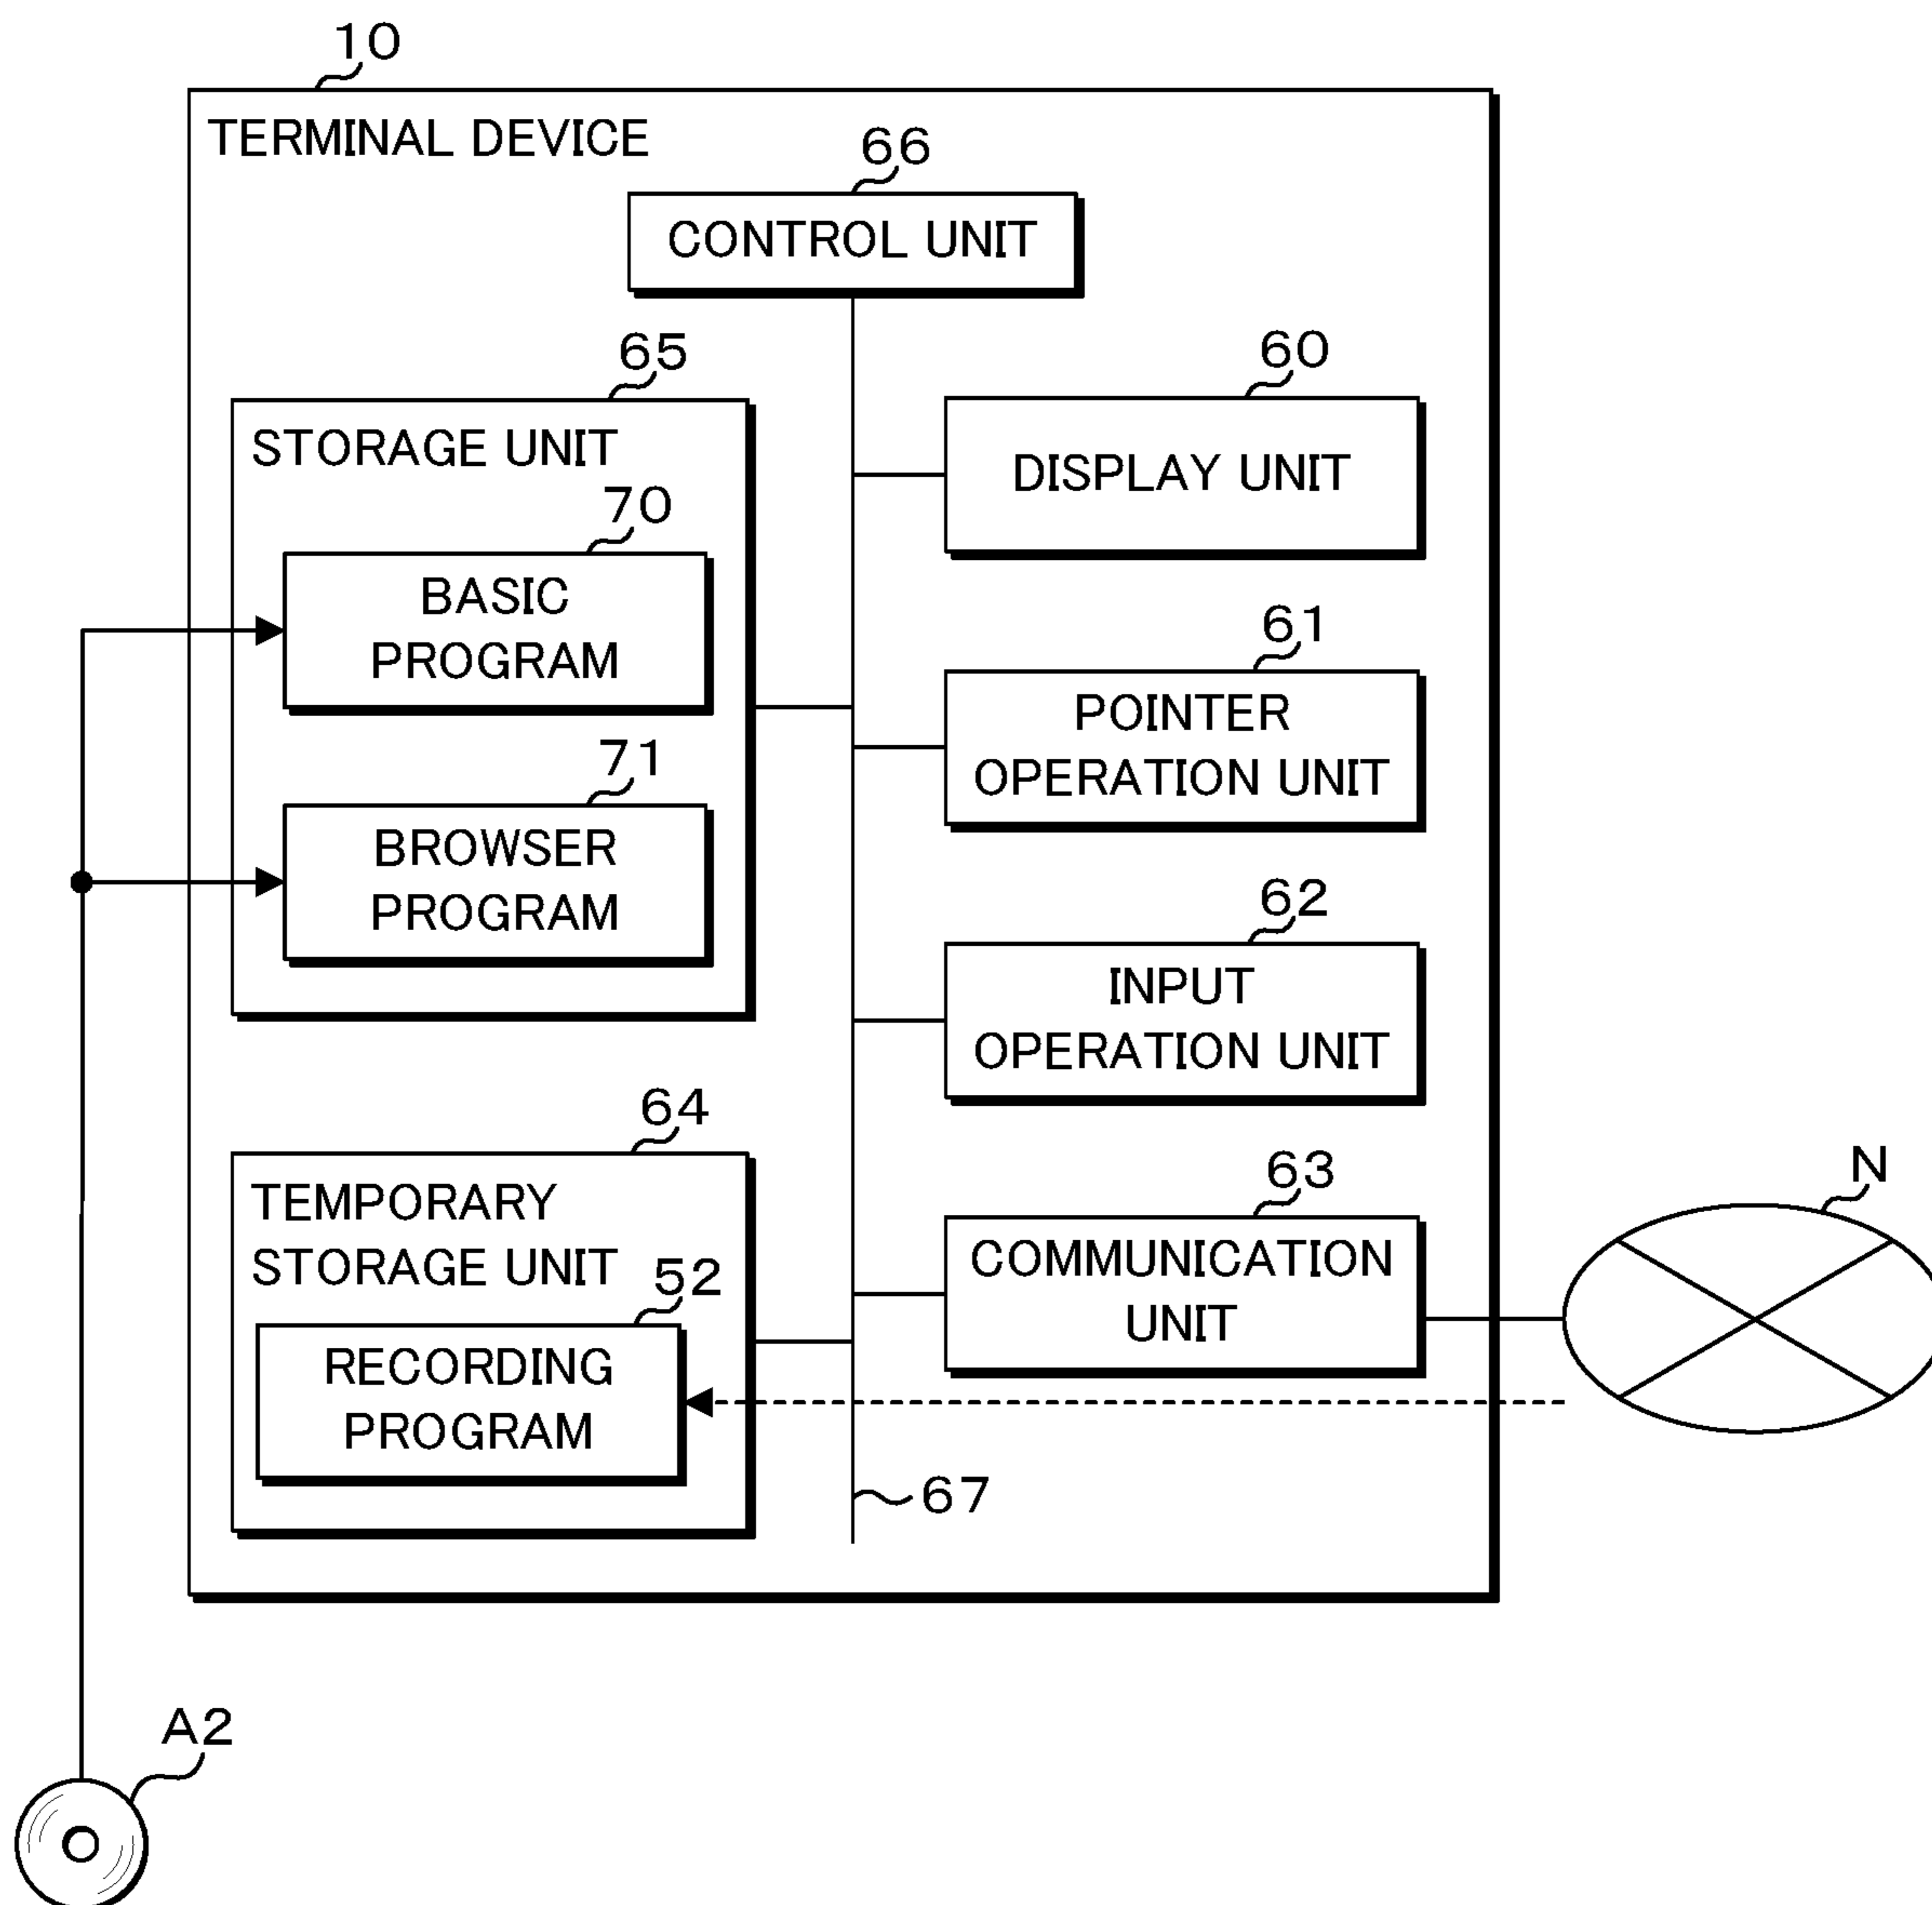 10
TERMINAL DEVICE
66
CONTROL UNIT
65
STORAGE UNIT
70
BASIC
PROGRAM
71
BROWSER
PROGRAM
60
DISPLAY UNIT
61
POINTER
OPERATION UNIT
62
INPUT
OPERATION UNIT
64
TEMPORARY
STORAGE UNIT
52
RECORDING
PROGRAM
63
COMMUNICATION
UNIT
N
67
A2